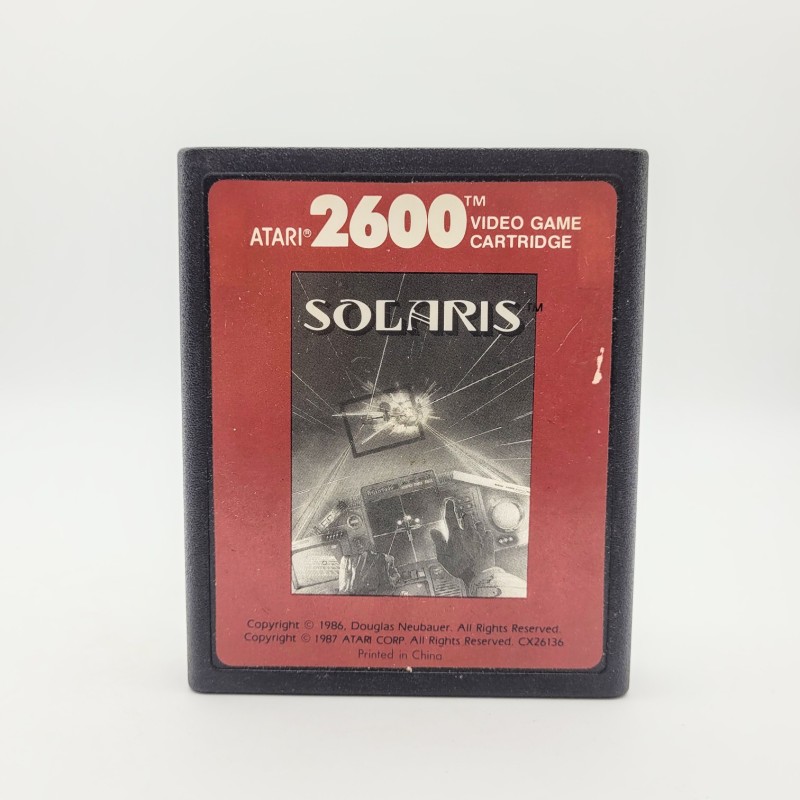 ATARI® 2600™ VIDEO GAME
CARTRIDGE
SOLARIS™
Copyright © 1986, Douglas Neubauer. All Rights Reserved.
Copyright © 1987 ATARI CORP. All Rights Reserved. CX26136
Printed in China